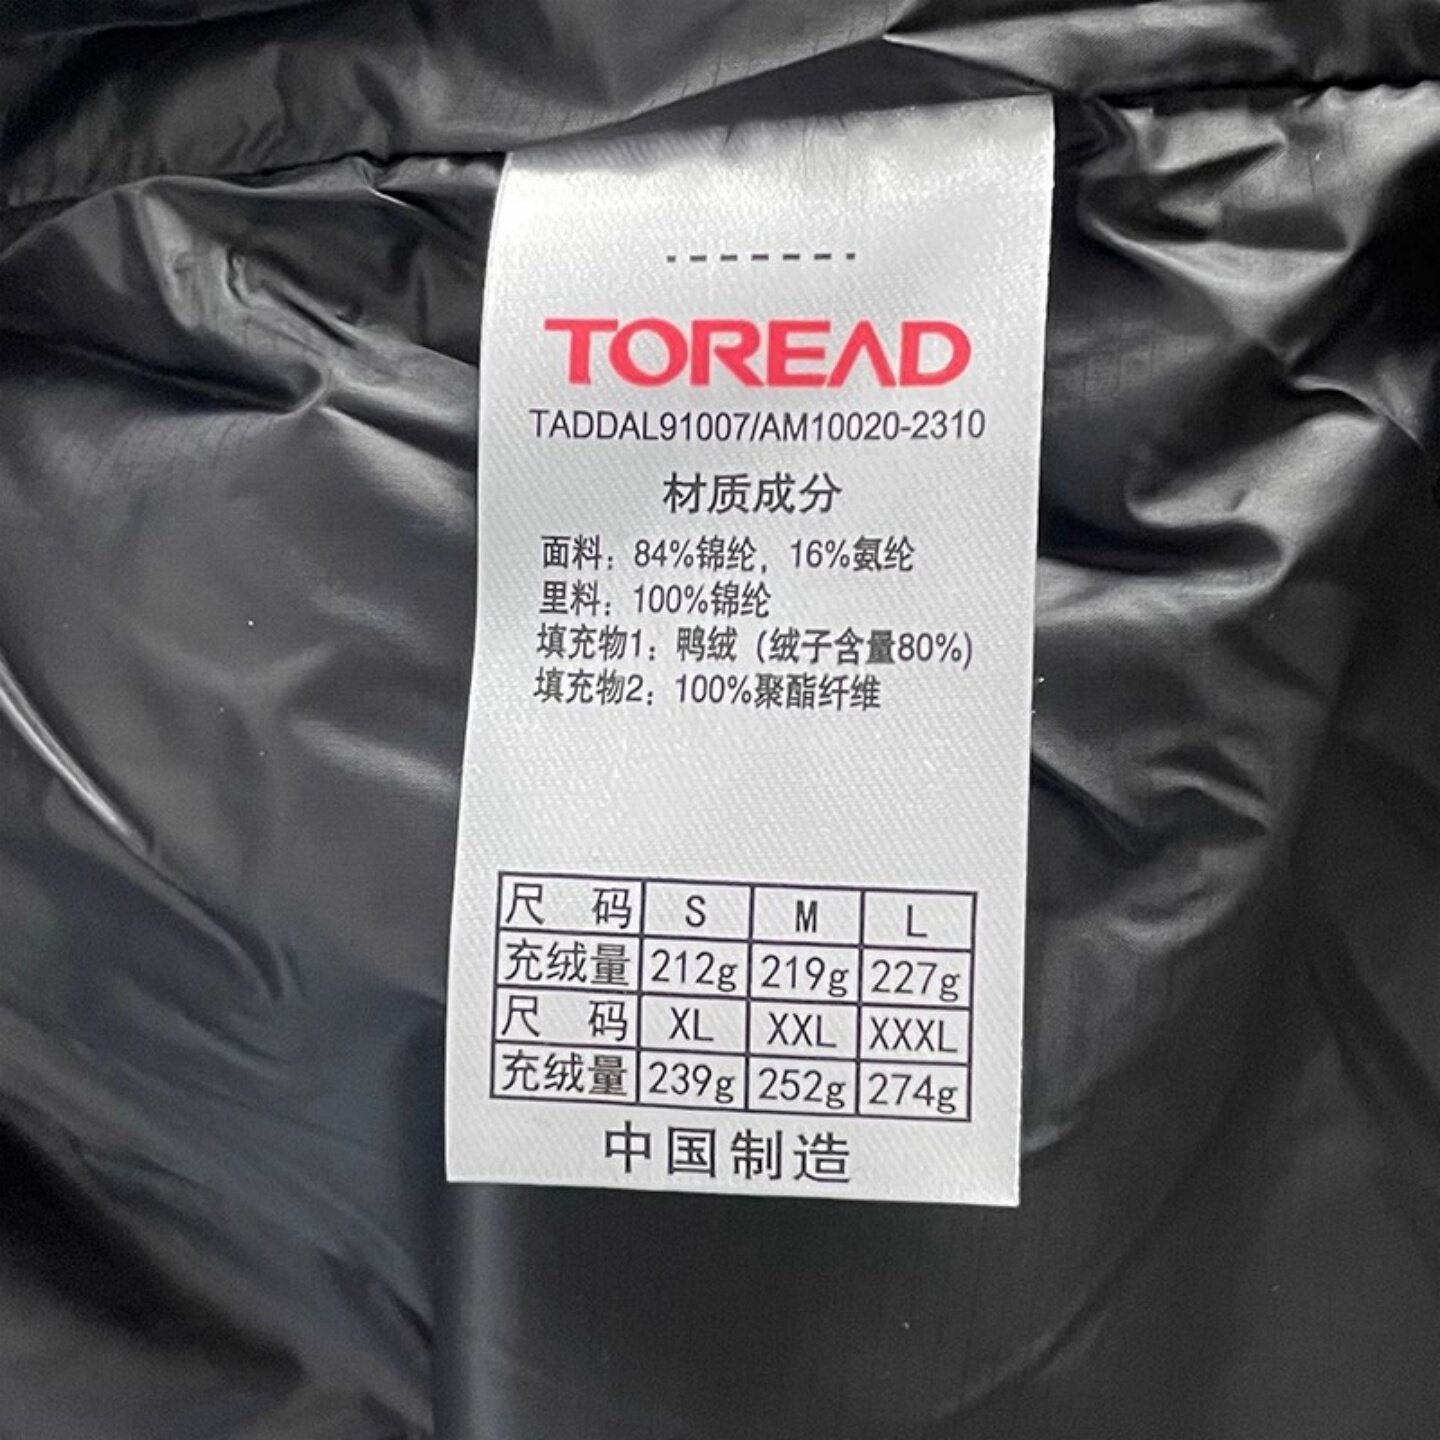 TOREAD
TADDAL91007/AM10020-2310
材质成分
面料：84%锦纶，16%氨纶
里料：100%锦纶
填充物1：鸭绒（绒子含量80%)
填充物2：100%聚酯纤维
尺 码 S M L
充绒量 212g 219g 227g
尺 码 XL XXL XXXL
充绒量 239g 252g 274g
中国制造